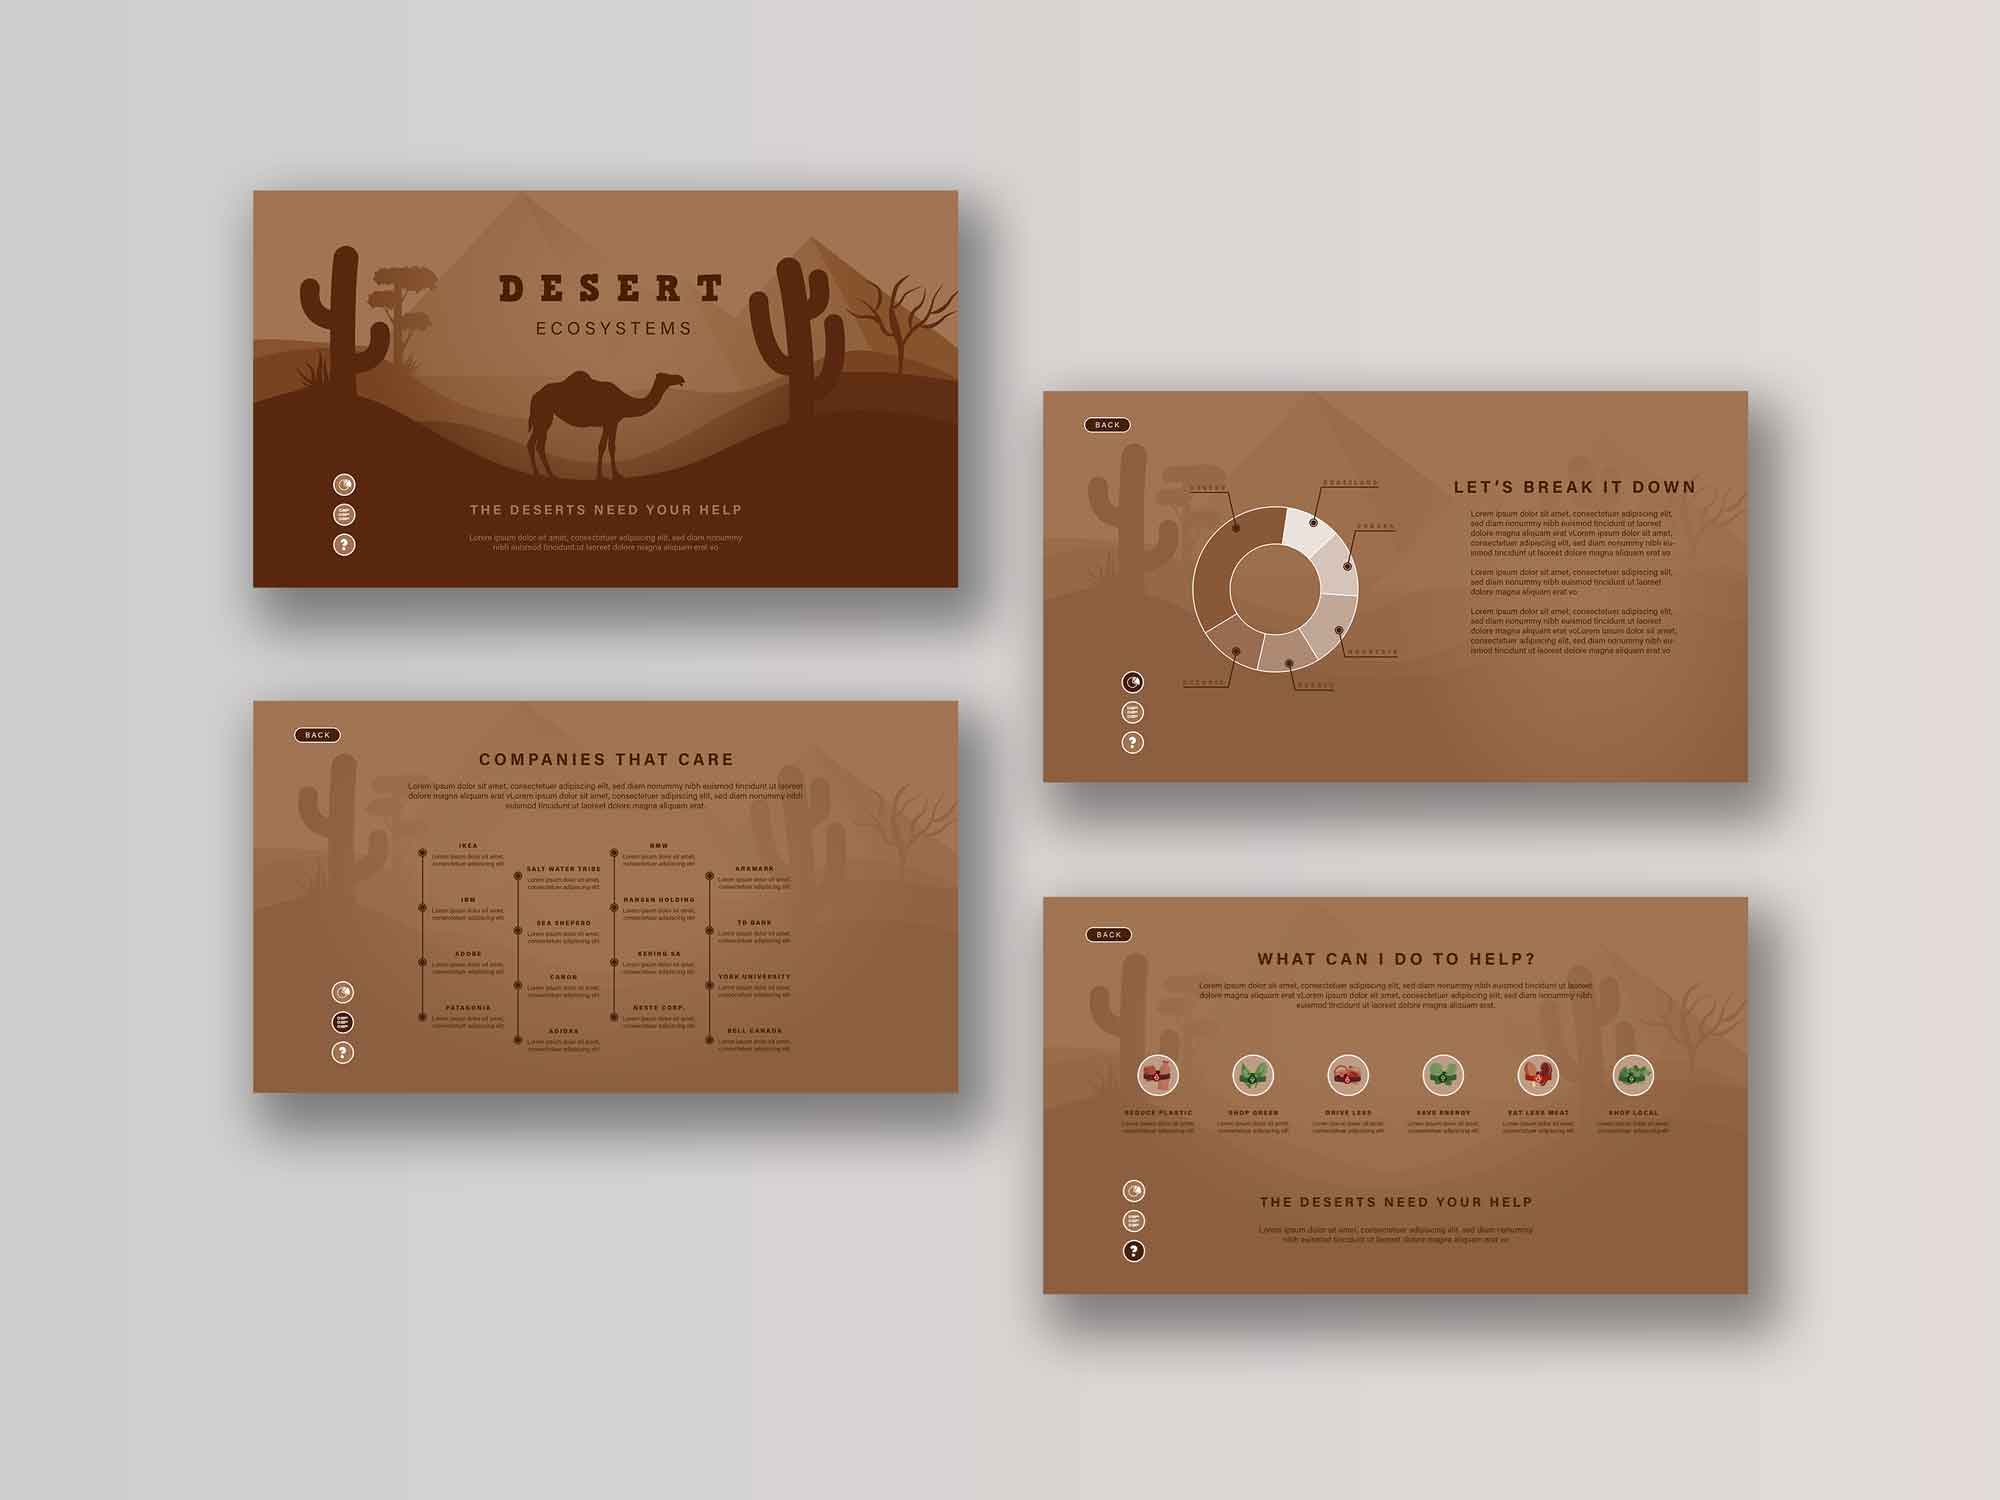 DESERT
ECOSYSTEMS
?
THE DESERTS NEED YOUR HELP
Lorem ipsum dolor sit amet, consectetuer adipiscing elit, sed diam nonummy
nibh euismod tincidunt ut laoreet dolore magna aliquam erat vo
BACK
LET'S BREAK IT DOWN
Lorem ipsum dolor sit amet, consectetuer adipiscing elit,
sed diam nonummy nibh euismod tincidunt ut laoreet
dolore magna aliquam erat voLorem ipsum dolor sit amet,
consectetuer adipiscing elit, sed diam nonummy nibh eu-
ismod tincidunt ut laoreet dolore magna aliquam erat vo
Lorem ipsum dolor sit amet, consectetuer adipiscing elit,
sed diam nonummy nibh euismod tincidunt ut laoreet
dolore magna aliquam erat vo
Lorem ipsum dolor sit amet, consectetuer adipiscing elit,
sed diam nonummy nibh euismod tincidunt ut laoreet
dolore magna aliquam erat voLorem ipsum dolor sit amet,
consectetuer adipiscing elit, sed diam nonummy nibh eu-
ismod tincidunt ut laoreet dolore magna aliquam erat vo
?
BACK
COMPANIES THAT CARE
Lorem ipsum dolor sit amet, consectetuer adipiscing elit, sed diam nonummy nibh euismod tincidunt ut laoreet
dolore magna aliquam erat vLorem ipsum dolor sit amet, consectetuer adipiscing elit, sed diam nonummy nibh
euismod tincidunt ut laoreet dolore magna aliquam erat.
IKEA
Lorem ipsum dolor sit amet,
consectetuer adipiscing elit
IBM
Lorem ipsum dolor sit amet,
consectetuer adipiscing elit
ADOBE
Lorem ipsum dolor sit amet,
consectetuer adipiscing elit
PATAGONIA
Lorem ipsum dolor sit amet,
consectetuer adipiscing elit
SALT WATER TRIBE
Lorem ipsum dolor sit amet,
consectetuer adipiscing elit
SEA SHEPERD
Lorem ipsum dolor sit amet,
consectetuer adipiscing elit
CANON
Lorem ipsum dolor sit amet,
consectetuer adipiscing elit
ADIDAS
Lorem ipsum dolor sit amet,
consectetuer adipiscing elit
BMW
Lorem ipsum dolor sit amet,
consectetuer adipiscing elit
HANSEN HOLDING
Lorem ipsum dolor sit amet,
consectetuer adipiscing elit
KERING SA
Lorem ipsum dolor sit amet,
consectetuer adipiscing elit
NESTE CORP.
Lorem ipsum dolor sit amet,
consectetuer adipiscing elit
ARAMARK
Lorem ipsum dolor sit amet,
consectetuer adipiscing elit
TD BANK
Lorem ipsum dolor sit amet,
consectetuer adipiscing elit
YORK UNIVERSITY
Lorem ipsum dolor sit amet,
consectetuer adipiscing elit
BELL CANADA
Lorem ipsum dolor sit amet,
consectetuer adipiscing elit
?
BACK
WHAT CAN I DO TO HELP?
Lorem ipsum dolor sit amet, consectetuer adipiscing elit, sed diam nonummy nibh euismod tincidunt ut laoreet
dolore magna aliquam erat vLorem ipsum dolor sit amet, consectetuer adipiscing elit, sed diam nonummy nibh
euismod tincidunt ut laoreet dolore magna aliquam erat.
REDUCE PLASTIC
Lorem ipsum dolor sit amet,
consectetuer adipiscing elit
SHOP GREEN
Lorem ipsum dolor sit amet,
consectetuer adipiscing elit
DRIVE LESS
Lorem ipsum dolor sit amet,
consectetuer adipiscing elit
SAVE ENERGY
Lorem ipsum dolor sit amet,
consectetuer adipiscing elit
EAT LESS MEAT
Lorem ipsum dolor sit amet,
consectetuer adipiscing elit
SHOP LOCAL
Lorem ipsum dolor sit amet,
consectetuer adipiscing elit
THE DESERTS NEED YOUR HELP
Lorem ipsum dolor sit amet, consectetuer adipiscing elit, sed diam nonummy
nibh euismod tincidunt ut laoreet dolore magna aliquam erat vo
?